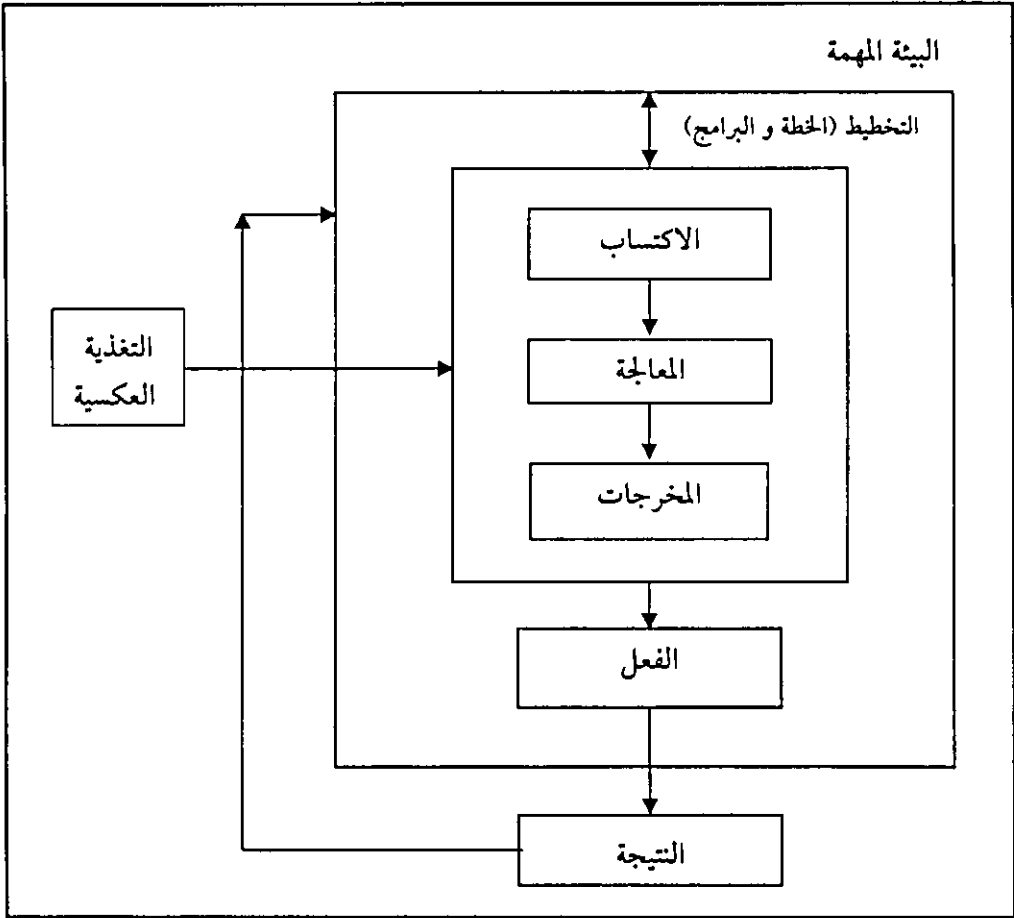 البيئة المهمة
التخطيط (الخطة و البرامج)
الاكتساب
المعالجة
المخرجات
التغذية
العكسية
الفعل
النتيجة